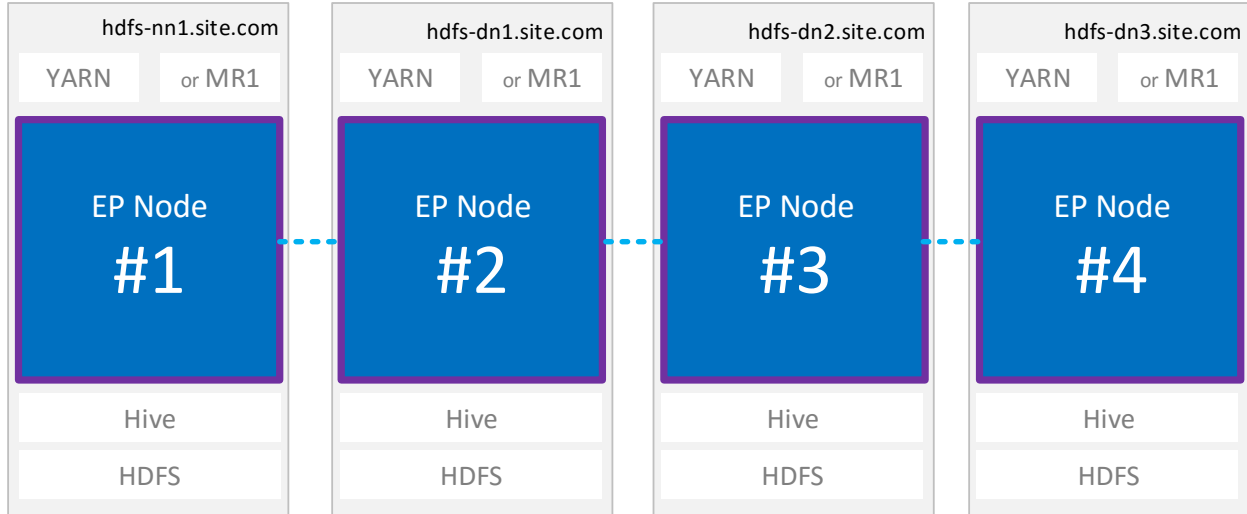 hdfs-nn1.site.com
YARN
or MR1
EP Node
#1
Hive
HDFS
hdfs-dn1.site.com
YARN
or MR1
EP Node
#2
Hive
HDFS
hdfs-dn2.site.com
YARN
or MR1
EP Node
#3
Hive
HDFS
hdfs-dn3.site.com
YARN
or MR1
EP Node
#4
Hive
HDFS